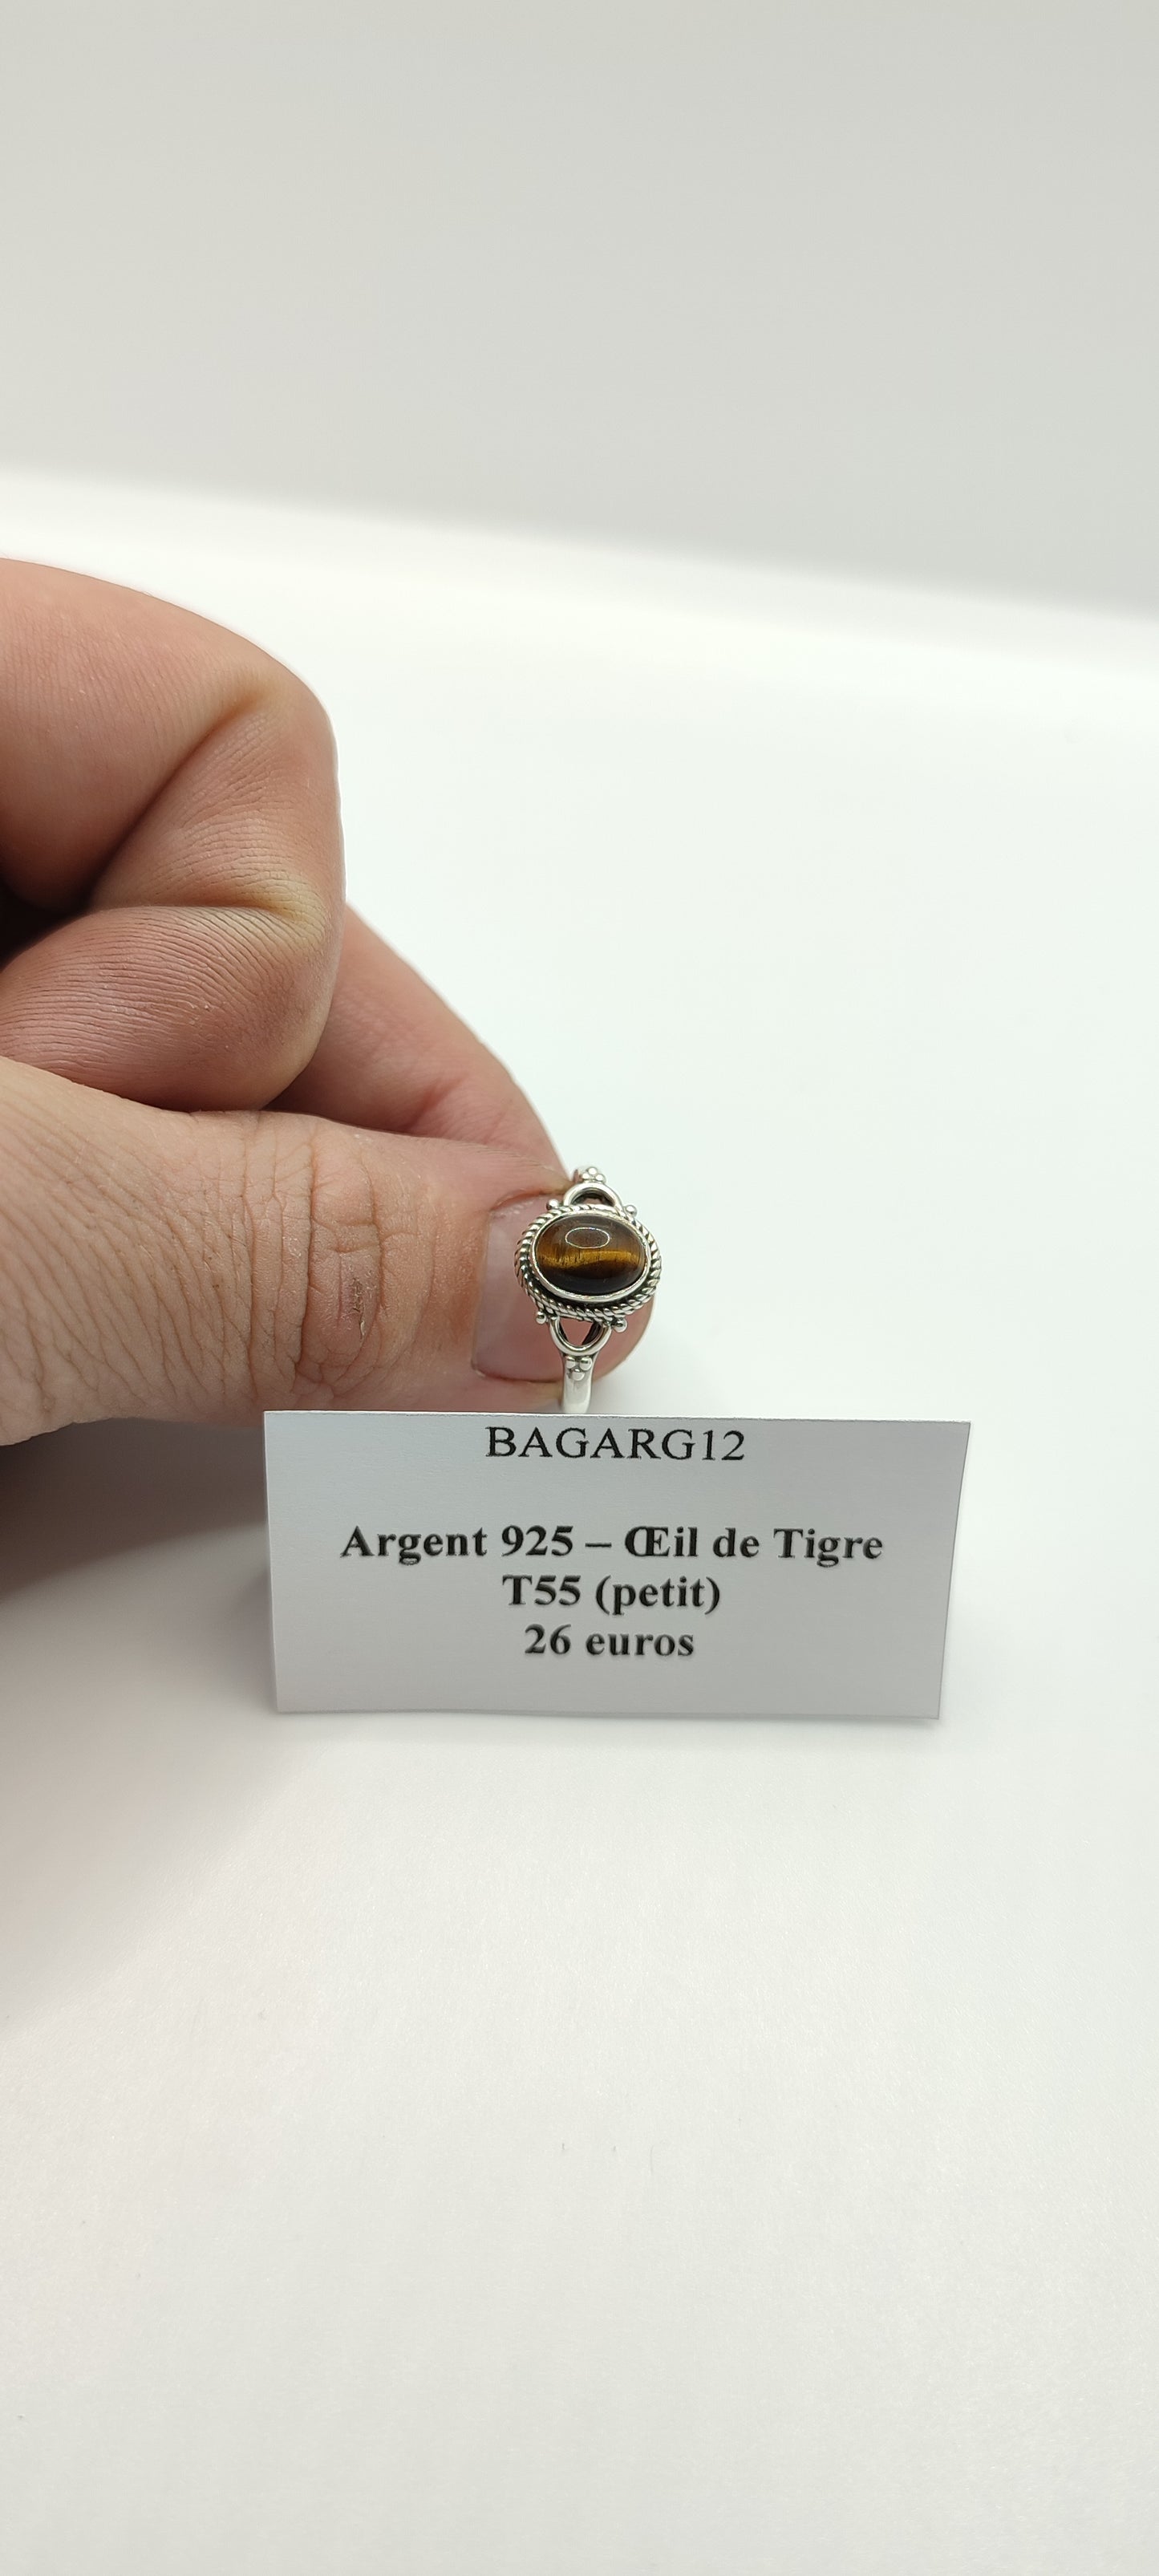 BAGARG12
Argent 925 – Œil de Tigre
T55 (petit)
26 euros